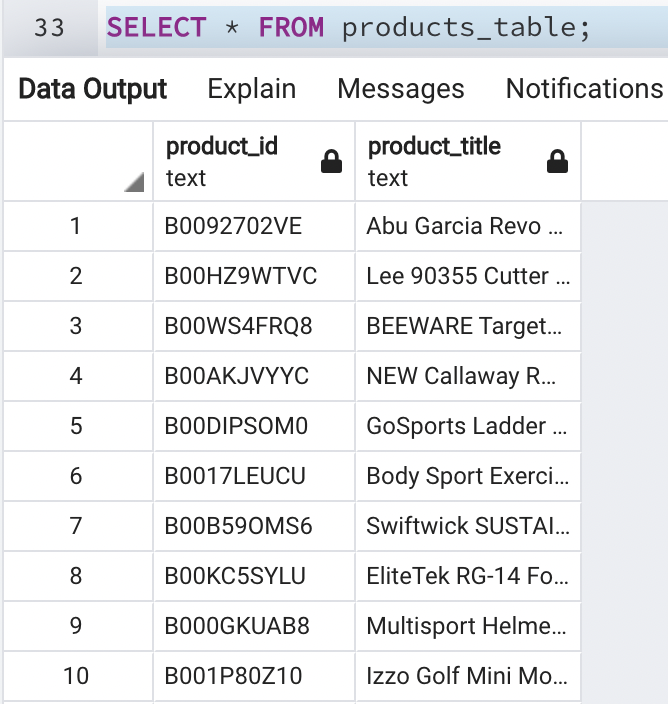 33 SELECT * FROM products_table;
Data Output Explain Messages Notifications
product_id product_title
text text
1 B0092702VE Abu Garcia Revo ...
2 B00HZ9WTVC Lee 90355 Cutter ...
3 B00WS4FRQ8 BEEWARE Target...
4 B00AKJVYYC NEW Callaway R...
5 B00DIPSOM0 GoSports Ladder ...
6 B0017LEUCU Body Sport Exerci...
7 B00B59OMS6 Swiftwick SUSTAI...
8 B00KC5SYLU EliteTek RG-14 Fo...
9 B000GKUAB8 Multisport Helme...
10 B001P80Z10 Izzo Golf Mini Mo...